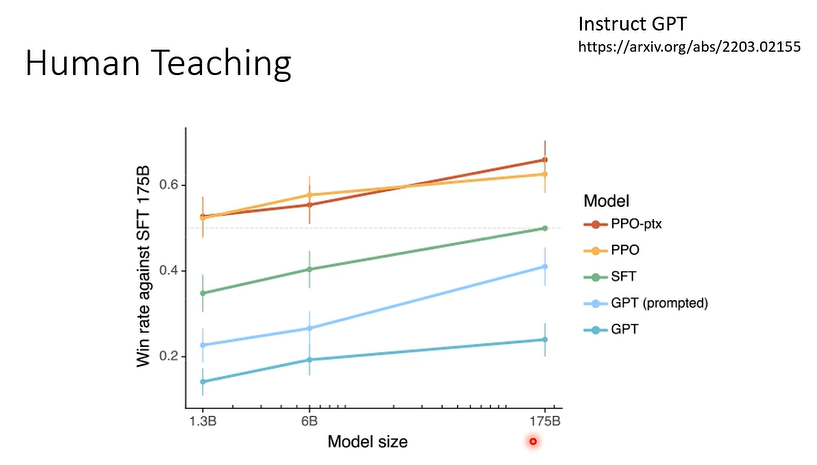 Instruct GPT
https://arxiv.org/abs/2203.02155
Human Teaching
Win rate against SFT 175B
0.6
0.4
0.2
1.3B
6B
175B
Model size
Model
PPO-ptx
PPO
SFT
GPT (prompted)
GPT